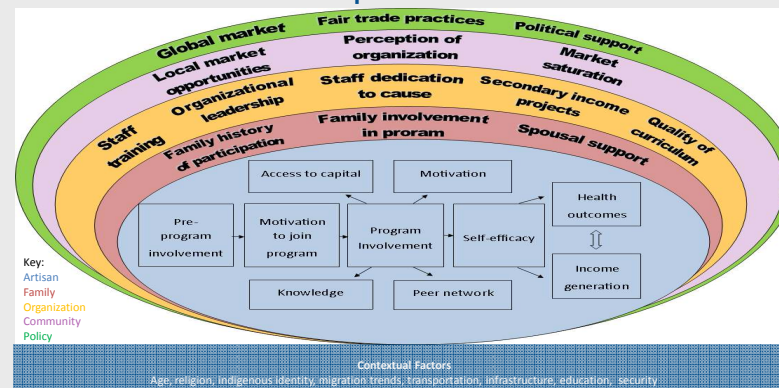 Global market
Fair trade practices
Political support
Local market
opportunities
Perception of
organization
Market
saturation
Staff
training
Organizational
leadership
Staff dedication
to cause
Secondary income
projects
Quality of
curriculum
Family history
of participation
Family involvement
in proram
Spousal support
Access to capital
Motivation
Pre-
program
involvement
Motivation
to join
program
Program
Involvement
Self-efficacy
Health
outcomes
Income
generation
Knowledge
Peer network
Key:
Artisan
Family
Organization
Community
Policy
Contextual Factors
Age, religion, indigenous identity, migration trends, transportation, infrastructure, education, security